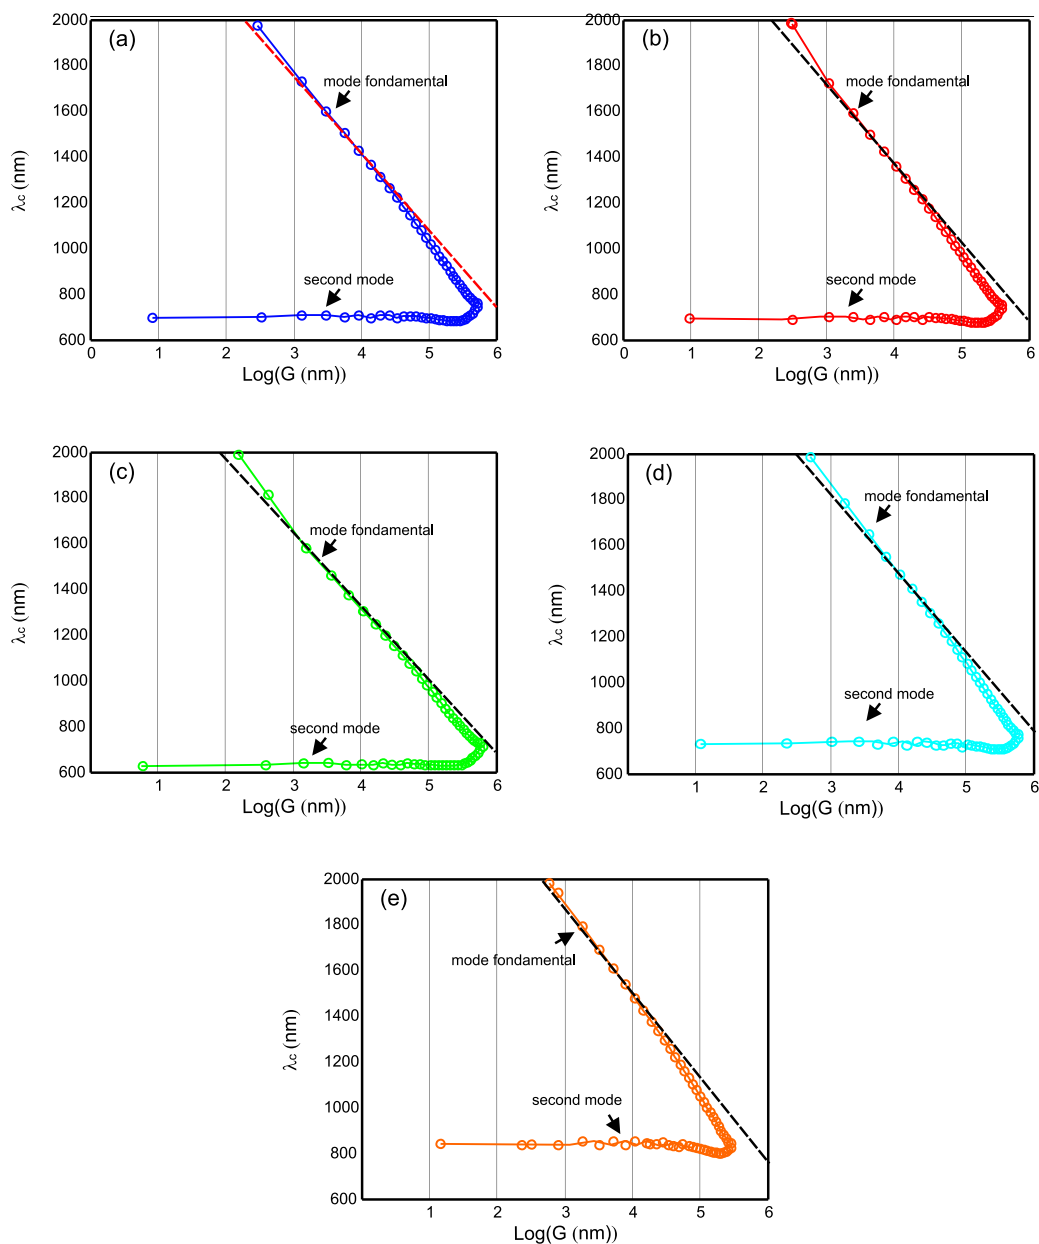 (a)
2000
1800
1600
1400
1200
1000
800
600
λc (nm)
mode fondamental
second mode
0 1 2 3 4 5 6
Log(G (nm))
(b)
2000
1800
1600
1400
1200
1000
800
600
λc (nm)
mode fondamental
second mode
0 1 2 3 4 5 6
Log(G (nm))
(c)
2000
1800
1600
1400
1200
1000
800
600
λc (nm)
mode fondamental
second mode
1 2 3 4 5 6
Log(G (nm))
(d)
2000
1800
1600
1400
1200
1000
800
600
λc (nm)
mode fondamental
second mode
1 2 3 4 5 6
Log(G (nm))
(e)
2000
1800
1600
1400
1200
1000
800
600
λc (nm)
mode fondamental
second mode
1 2 3 4 5 6
Log(G (nm))